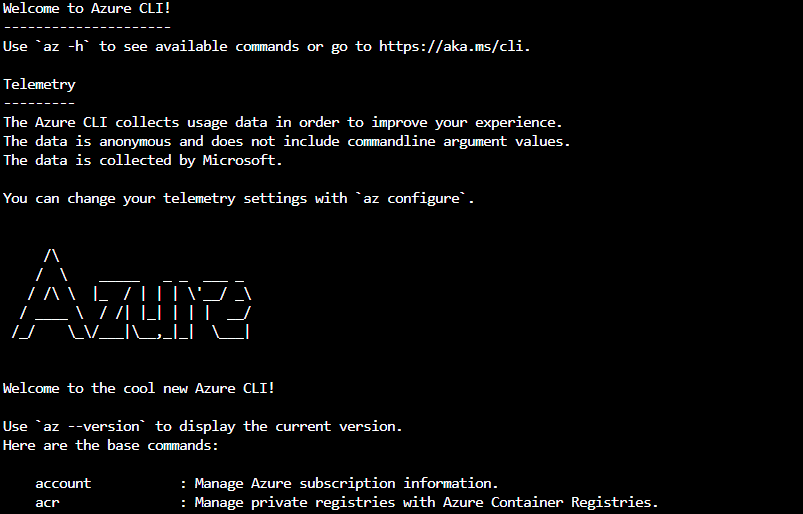 Welcome to Azure CLI!
---------------------
Use `az -h` to see available commands or go to https://aka.ms/cli.

Telemetry
---------
The Azure CLI collects usage data in order to improve your experience.
The data is anonymous and does not include commandline argument values.
The data is collected by Microsoft.

You can change your telemetry settings with `az configure`.

     /\
    /  \    _____   _ _  ___ _
   / /\ \  |_  / | | | \'__/ _\
  / ____ \  / /| |_| | | |  __/
 /_/    \_\/___|\__,_|_|  \___|

Welcome to the cool new Azure CLI!

Use `az --version` to display the current version.
Here are the base commands:

    account           : Manage Azure subscription information.
    acr               : Manage private registries with Azure Container Registries.